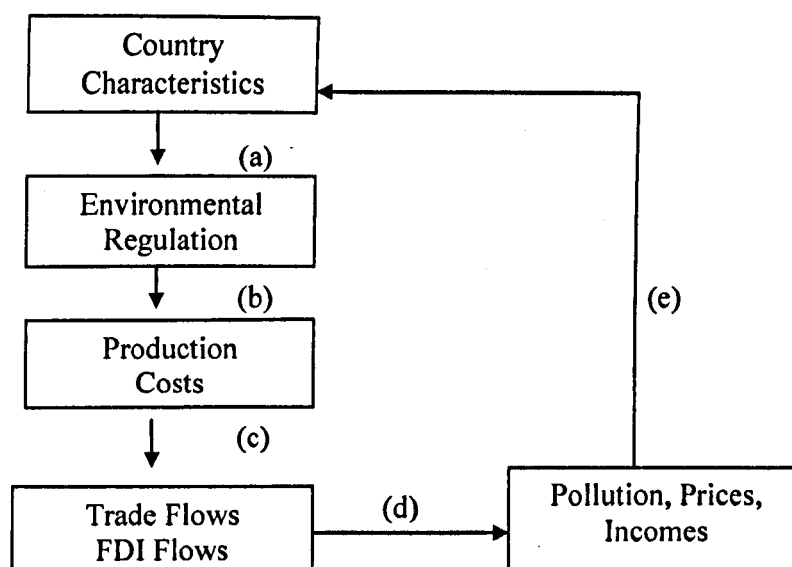 Country
Characteristics
(a)
Environmental
Regulation
(b)
(e)
Production
Costs
(c)
Trade Flows
FDI Flows
(d)
Pollution, Prices,
Incomes